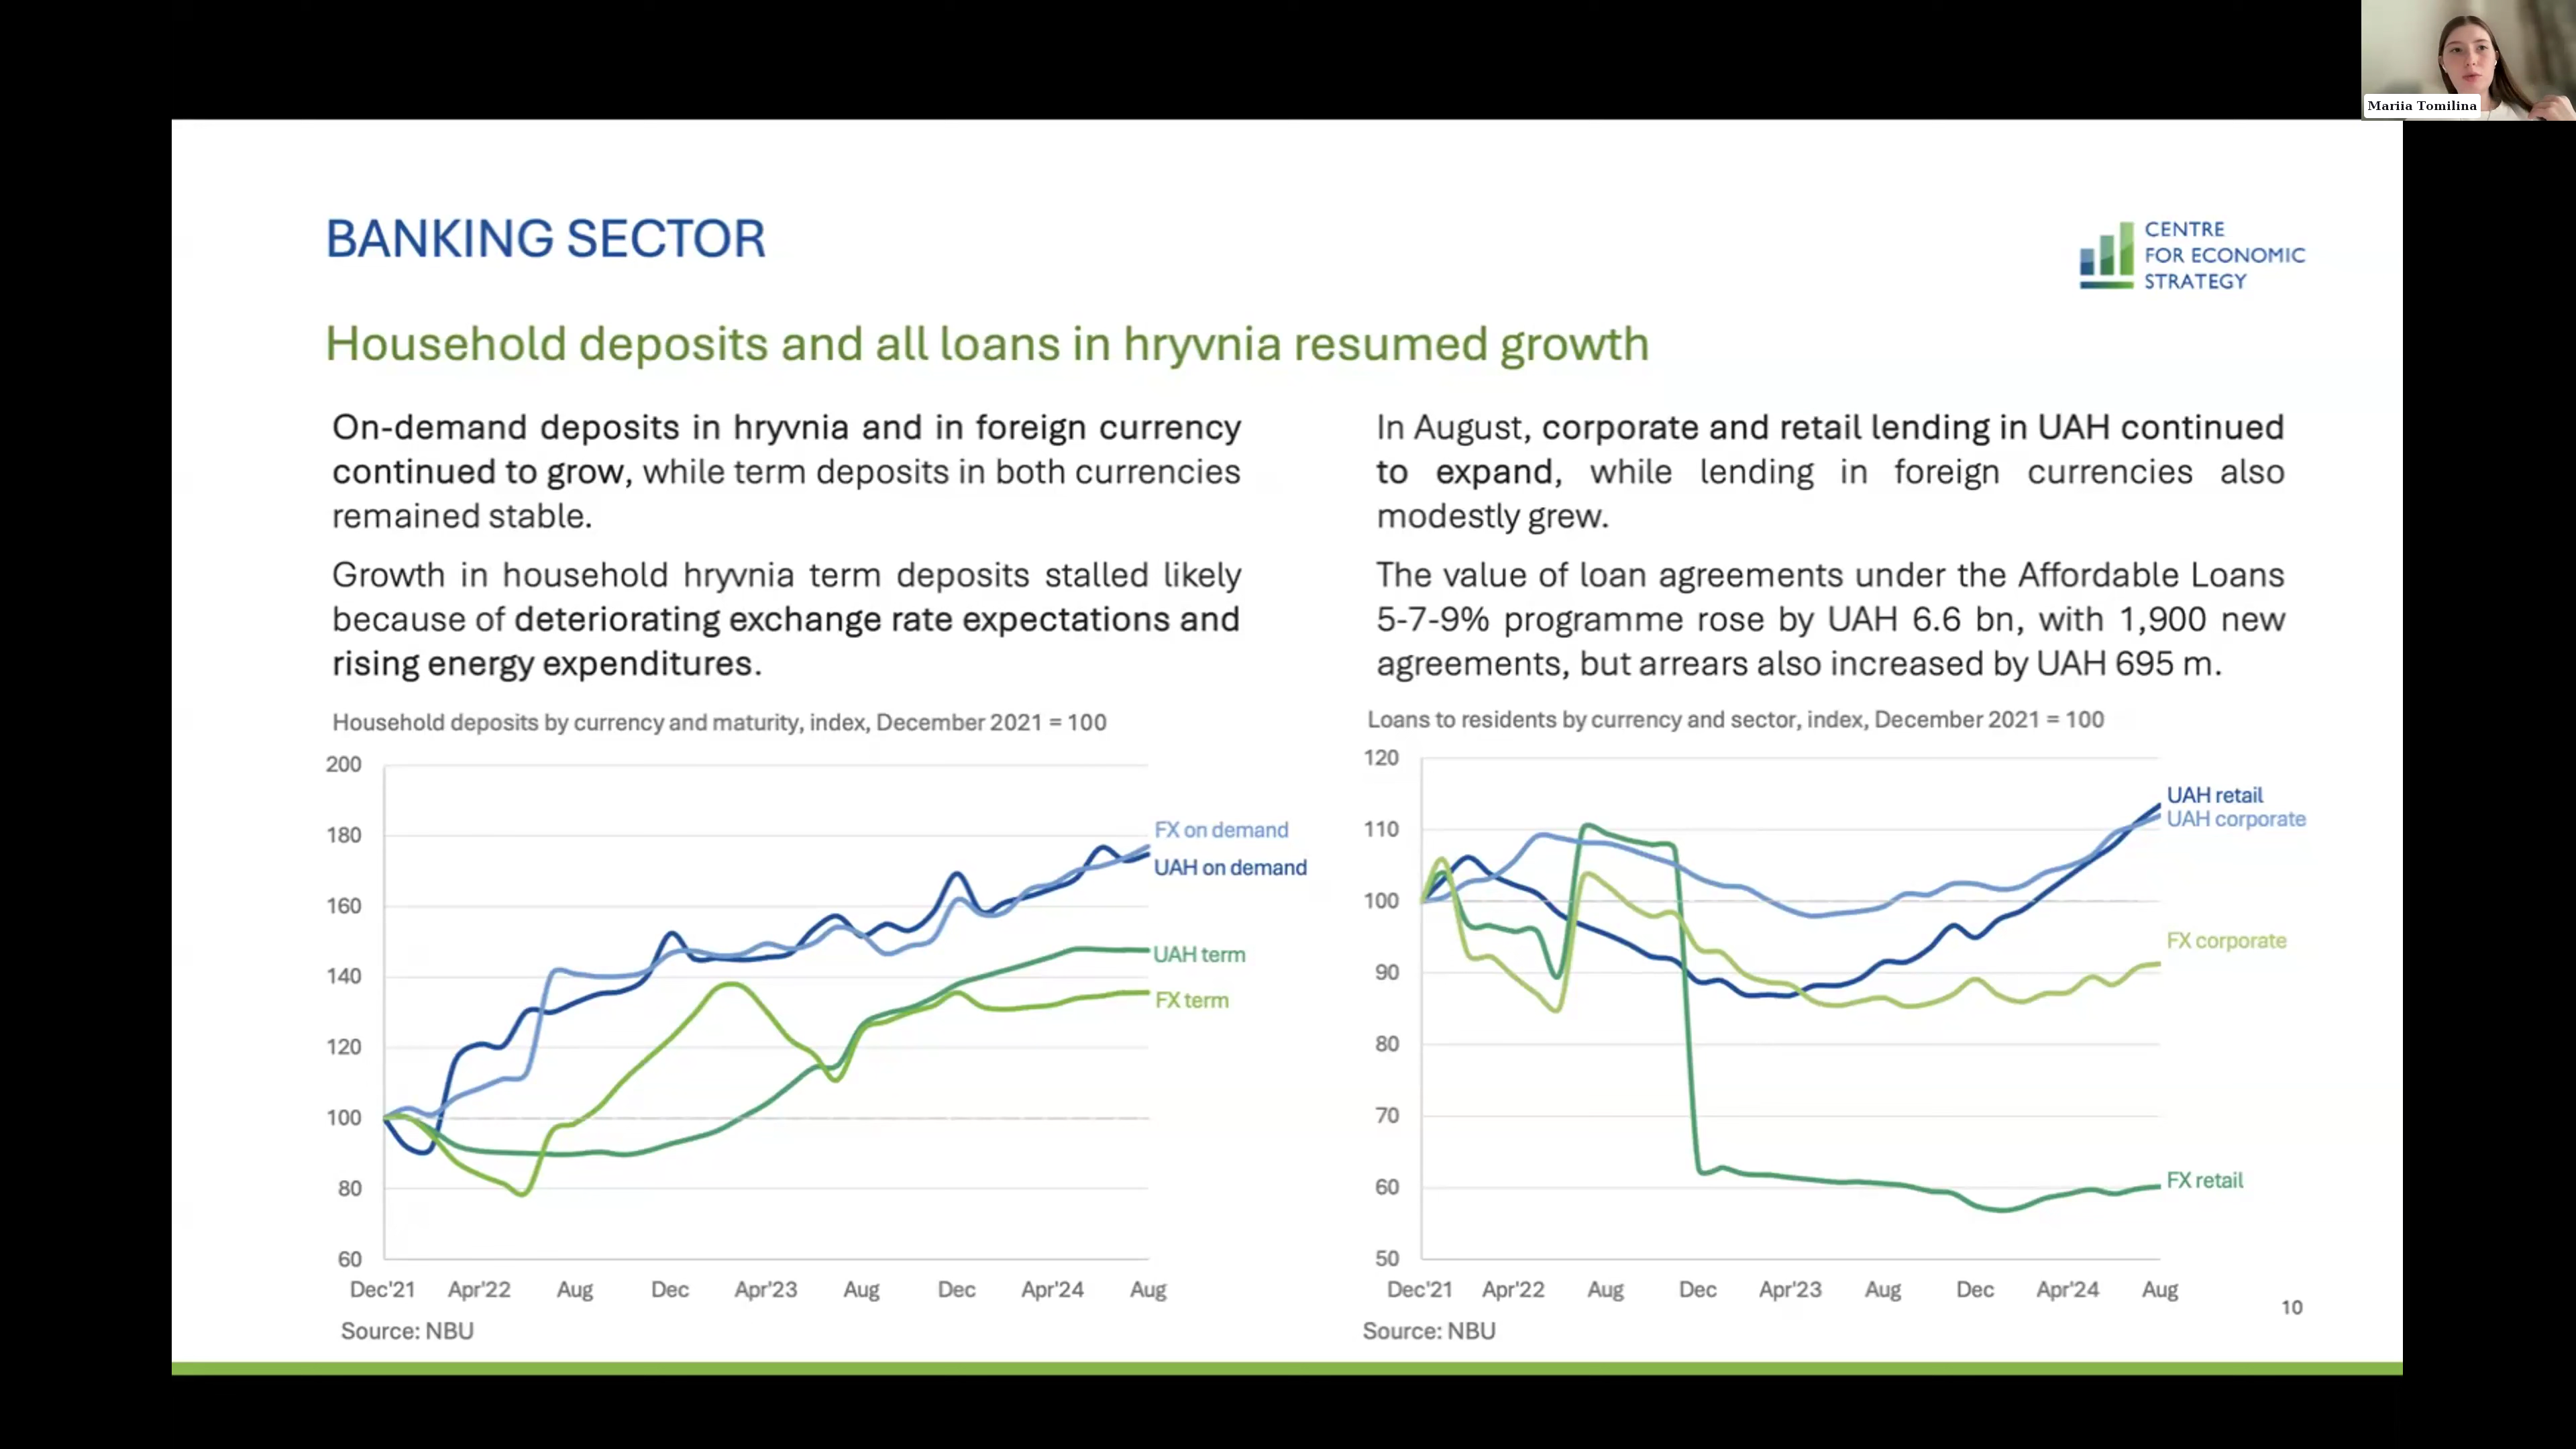 Mariia Tomilina
BANKING SECTOR
CENTRE
FOR ECONOMIC
STRATEGY
Household deposits and all loans in hryvnia resumed growth
On-demand deposits in hryvnia and in foreign currency
continued to grow, while term deposits in both currencies
remained stable.
Growth in household hryvnia term deposits stalled likely
because of deteriorating exchange rate expectations and
rising energy expenditures.
Household deposits by currency and maturity, index, December 2021 = 100
200
180
160
140
120
100
80
60
FX on demand
UAH on demand
UAH term
FX term
Dec'21 Apr'22 Aug Dec Apr'23 Aug Dec Apr'24 Aug
Source: NBU
In August, corporate and retail lending in UAH continued
to expand, while lending in foreign currencies also
modestly grew.
The value of loan agreements under the Affordable Loans
5-7-9% programme rose by UAH 6.6 bn, with 1,900 new
agreements, but arrears also increased by UAH 695 m.
Loans to residents by currency and sector, index, December 2021 = 100
120
110
100
90
80
70
60
50
UAH retail
UAH corporate
FX corporate
FX retail
Dec'21 Apr'22 Aug Dec Apr'23 Aug Dec Apr'24 Aug
Source: NBU
10